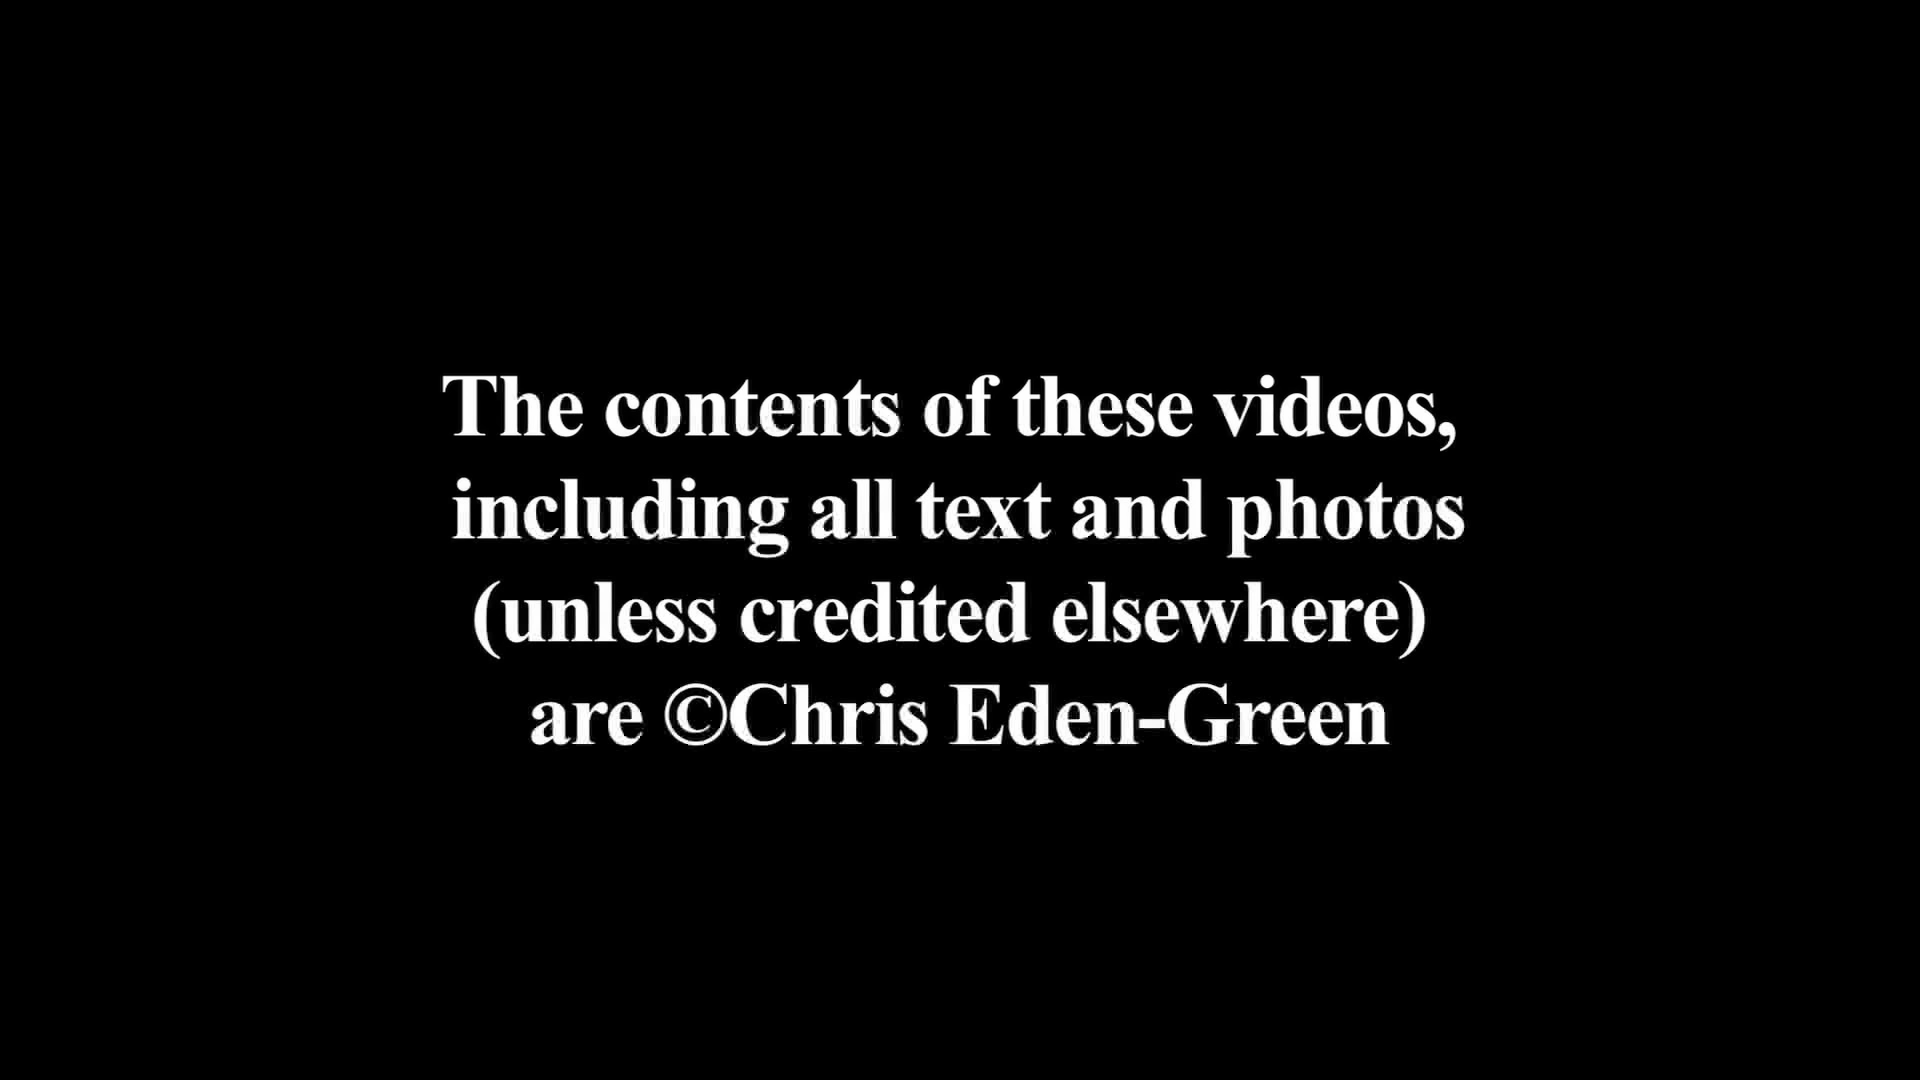 The contents of these videos,
including all text and photos
(unless credited elsewhere)
are ©Chris Eden-Green